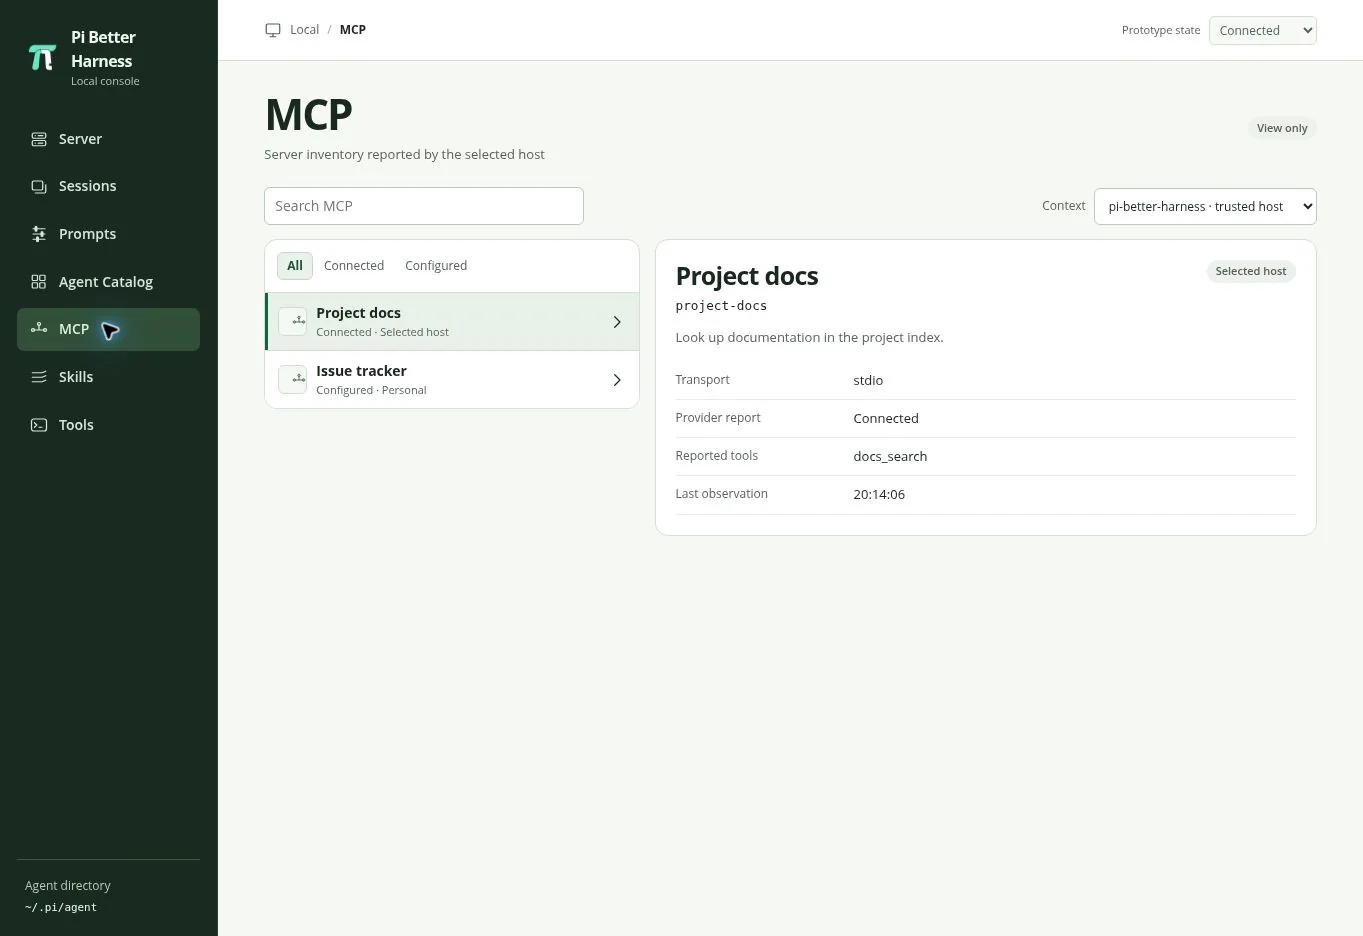 Pi Better
Harness
Local console
Server
Sessions
Prompts
Agent Catalog
MCP
Skills
Tools
Agent directory
~/.pi/agent
Local / MCP
Prototype state Connected
MCP
View only
Server inventory reported by the selected host
Search MCP
Context pi-better-harness · trusted host
All Connected Configured
Project docs
Connected · Selected host
Issue tracker
Configured · Personal
Project docs
Selected host
project-docs
Look up documentation in the project index.
Transport stdio
Provider report Connected
Reported tools docs_search
Last observation 20:14:06